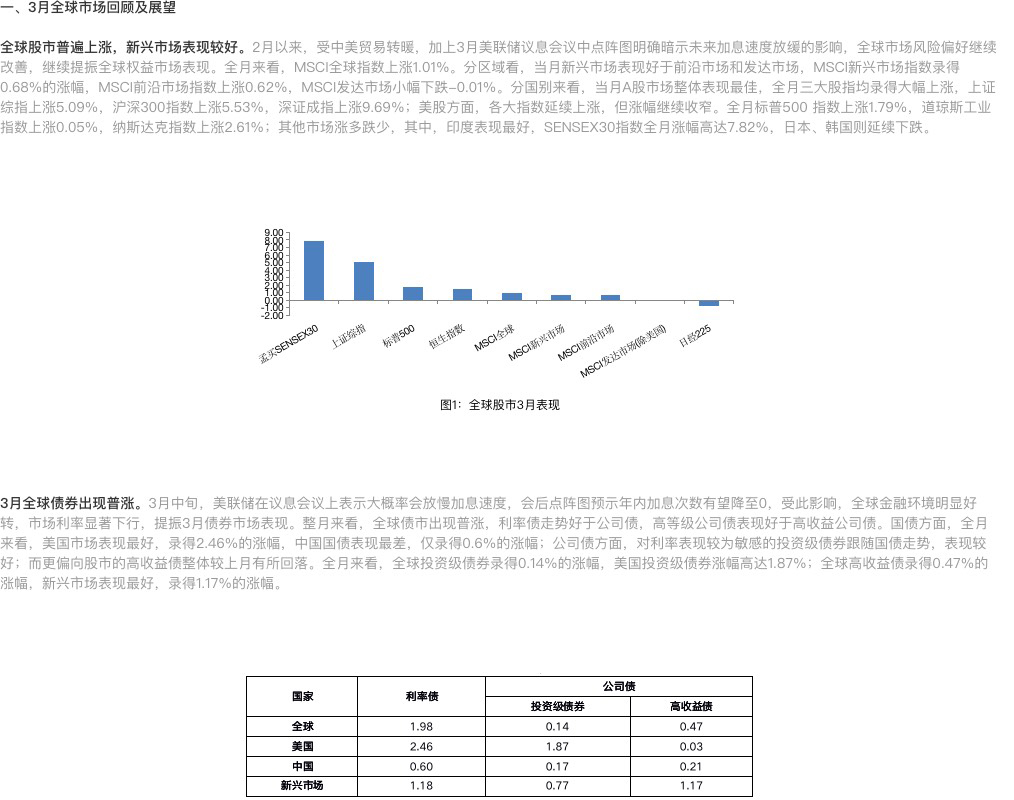 一、3月全球市场回顾及展望
全球股市普遍上涨，新兴市场表现较好。2月以来，受中美贸易转暖，加上3月美联储议息会议中点阵图明确暗示未来加息速度放缓的影响，全球市场风险偏好继续
改善，继续提振全球权益市场表现。全月来看，MSCI全球指数上涨1.01%。分区域看，当月新兴市场表现好于前沿市场和发达市场，MSCI新兴市场指数录得
0.68%的涨幅，MSCI前沿市场指数上涨0.62%，MSCI发达市场小幅下跌-0.01%。分国别来看，当月A股市场整体表现最佳，全月三大股指均录得大幅上涨，上证
综指上涨5.09%，沪深300指数上涨5.53%，深证成指上涨9.69%；美股方面，各大指数延续上涨，但涨幅继续收窄。全月标普500 指数上涨1.79%，道琼斯工业
指数上涨0.05%，纳斯达克指数上涨2.61%；其他市场涨多跌少，其中，印度表现最好，SENSEX30指数全月涨幅高达7.82%，日本、韩国则延续下跌。
9.00
8.00
7.00
6.00
5.00
4.00
3.00
2.00
1.00
0.00
-1.00
-2.00
孟买SENSEX30
上证综指
标普500
恒生指数
MSCI全球
MSCI新兴市场
MSCI前沿市场
MSCI发达市场(除美国)
日经225
图1：全球股市3月表现
3月全球债券出现普涨。3月中旬，美联储在议息会议上表示大概率会放慢加息速度，会后点阵图预示年内加息次数有望降至0，受此影响，全球金融环境明显好
转，市场利率显著下行，提振3月债券市场表现。整月来看，全球债市出现普涨，利率债走势好于公司债，高等级公司债表现好于高收益公司债。国债方面，全月
来看，美国市场表现最好，录得2.46%的涨幅，中国国债表现最差，仅录得0.6%的涨幅；公司债方面，对利率表现较为敏感的投资级债券跟随国债走势，表现较
好；而更偏向股市的高收益债整体较上月有所回落。全月来看，全球投资级债券录得0.14%的涨幅，美国投资级债券涨幅高达1.87%；全球高收益债录得0.47%的
涨幅，新兴市场表现最好，录得1.17%的涨幅。
国家 利率债 公司债
投资级债券 高收益债
全球 1.98 0.14 0.47
美国 2.46 1.87 0.03
中国 0.60 0.17 0.21
新兴市场 1.18 0.77 1.17